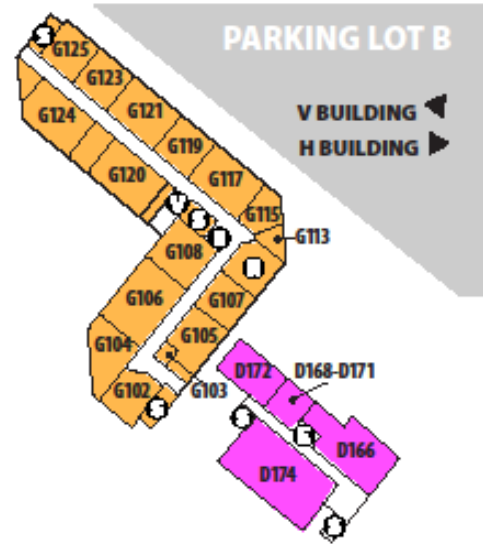 PARKING LOT B
V BUILDING
H BUILDING
G125
G123
G121
G119
G117
G115
G113
G124
G120
G108
G106
G107
G105
G104
G103
G102
D172
D168-D171
D166
D174